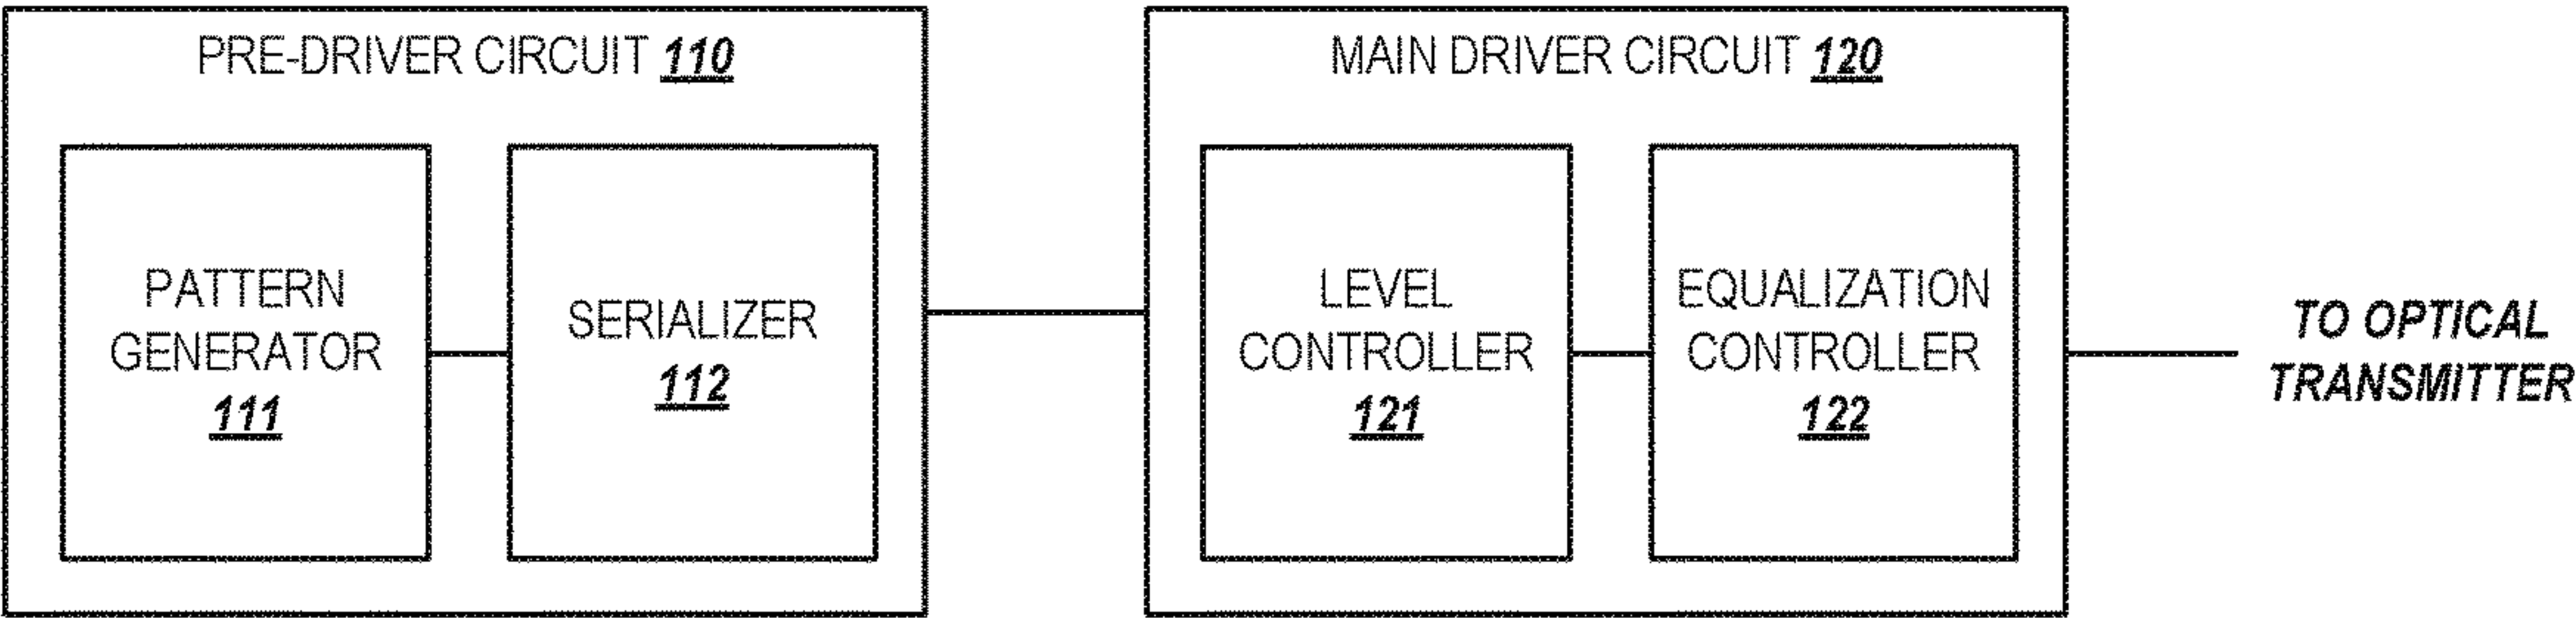 PRE-DRIVER CIRCUIT 110
PATTERN
GENERATOR
111
SERIALIZER
112
MAIN DRIVER CIRCUIT 120
LEVEL
CONTROLLER
121
EQUALIZATION
CONTROLLER
122
TO OPTICAL
TRANSMITTER